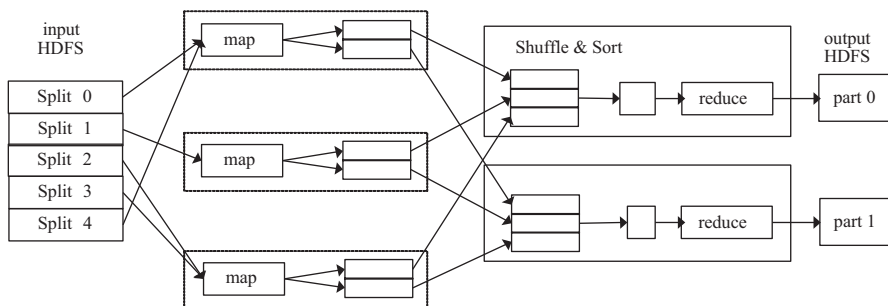 input
HDFS
Split 0
Split 1
Split 2
Split 3
Split 4
map
map
map
Shuffle & Sort
reduce
reduce
output
HDFS
part 0
part 1